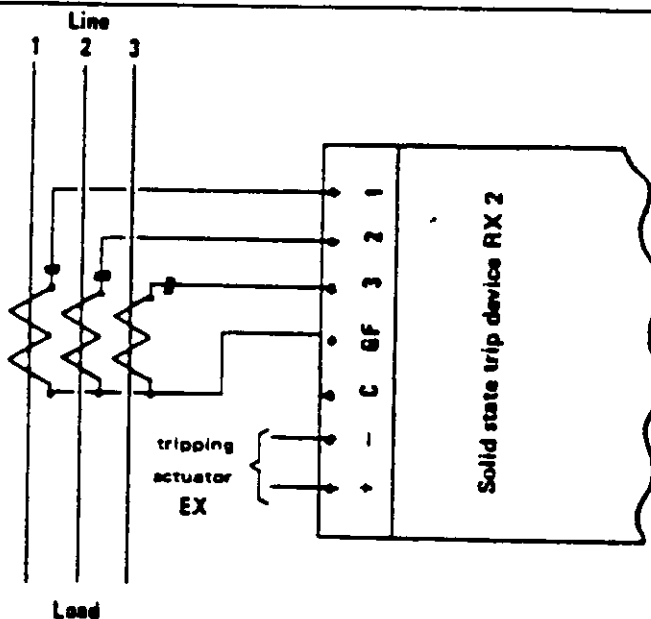 Line
1 2 3
1
2
3
GF
C
–
+
Solid state trip device RX 2
tripping
actuator
EX
Load